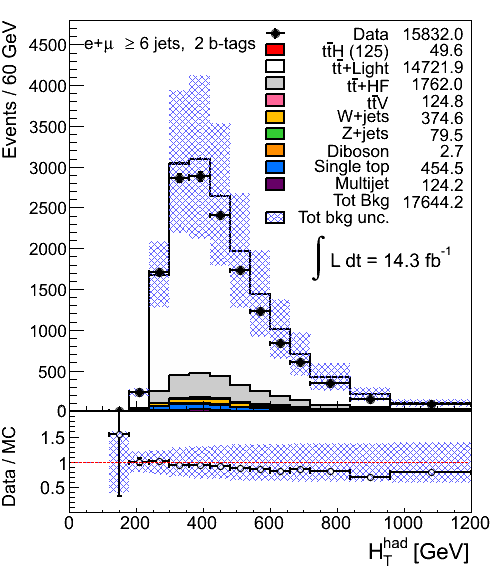 Events / 60 GeV
4500
4000
3500
3000
2500
2000
1500
1000
500
0
e+μ ≥ 6 jets, 2 b-tags
Data 15832.0
tt̄H (125) 49.6
tt̄+Light 14721.9
tt̄+HF 1762.0
tt̄V 124.8
W+jets 374.6
Z+jets 79.5
Diboson 2.7
Single top 454.5
Multijet 124.2
Tot Bkg 17644.2
Tot bkg unc.
∫ L dt = 14.3 fb⁻¹
Data / MC
1.5
1
0.5
0 200 400 600 800 1000 1200
H_T^had [GeV]